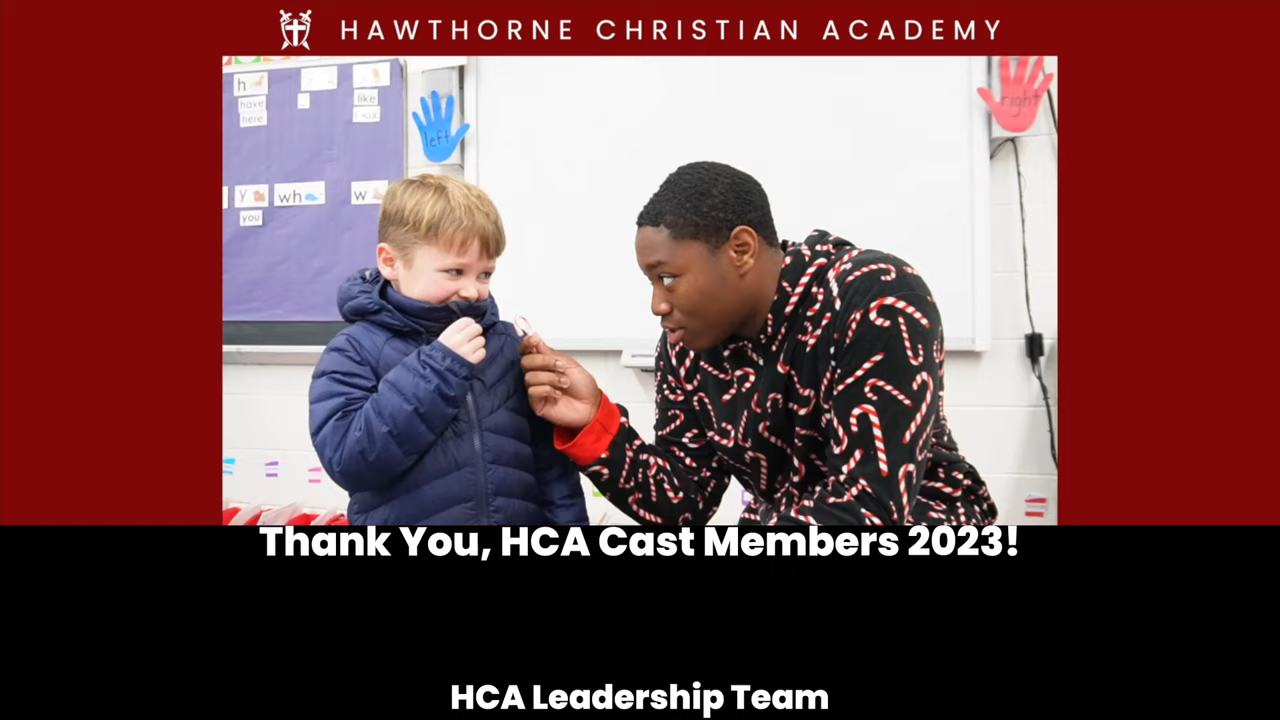 HAWTHORNE CHRISTIAN ACADEMY
h
have
here
like
left
right
y
wh
w
you
Thank You, HCA Cast Members 2023!
HCA Leadership Team